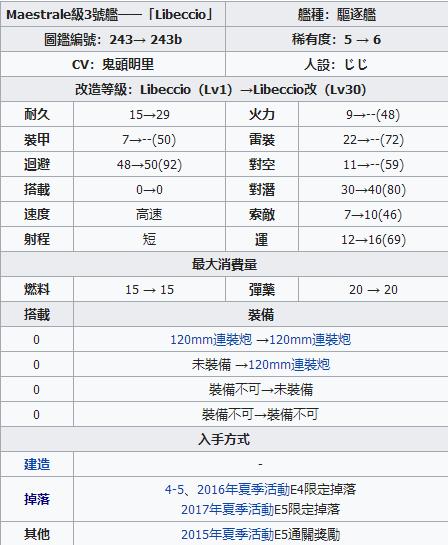 Maestrale級3號艦——「Libeccio」 艦種：驅逐艦
圖鑑編號：243→ 243b 稀有度：5 → 6
CV：鬼頭明里 人設：じじ
改造等級：Libeccio（Lv1）→Libeccio改（Lv30）
耐久 15→29 火力 9→--(48)
裝甲 7→--(50) 雷裝 22→--(72)
迴避 48→50(92) 對空 11→--(59)
搭載 0→0 對潛 30→40(80)
速度 高速 索敵 7→10(46)
射程 短 運 12→16(69)
最大消費量
燃料 15 → 15 彈藥 20 → 20
搭載 裝備
0 120mm連裝炮 →120mm連裝炮
0 未裝備 →120mm連裝炮
0 裝備不可→未裝備
0 裝備不可→裝備不可
入手方式
建造 -
掉落 4-5、2016年夏季活動E4限定掉落
2017年夏季活動E5限定掉落
其他 2015年夏季活動E5通關獎勵